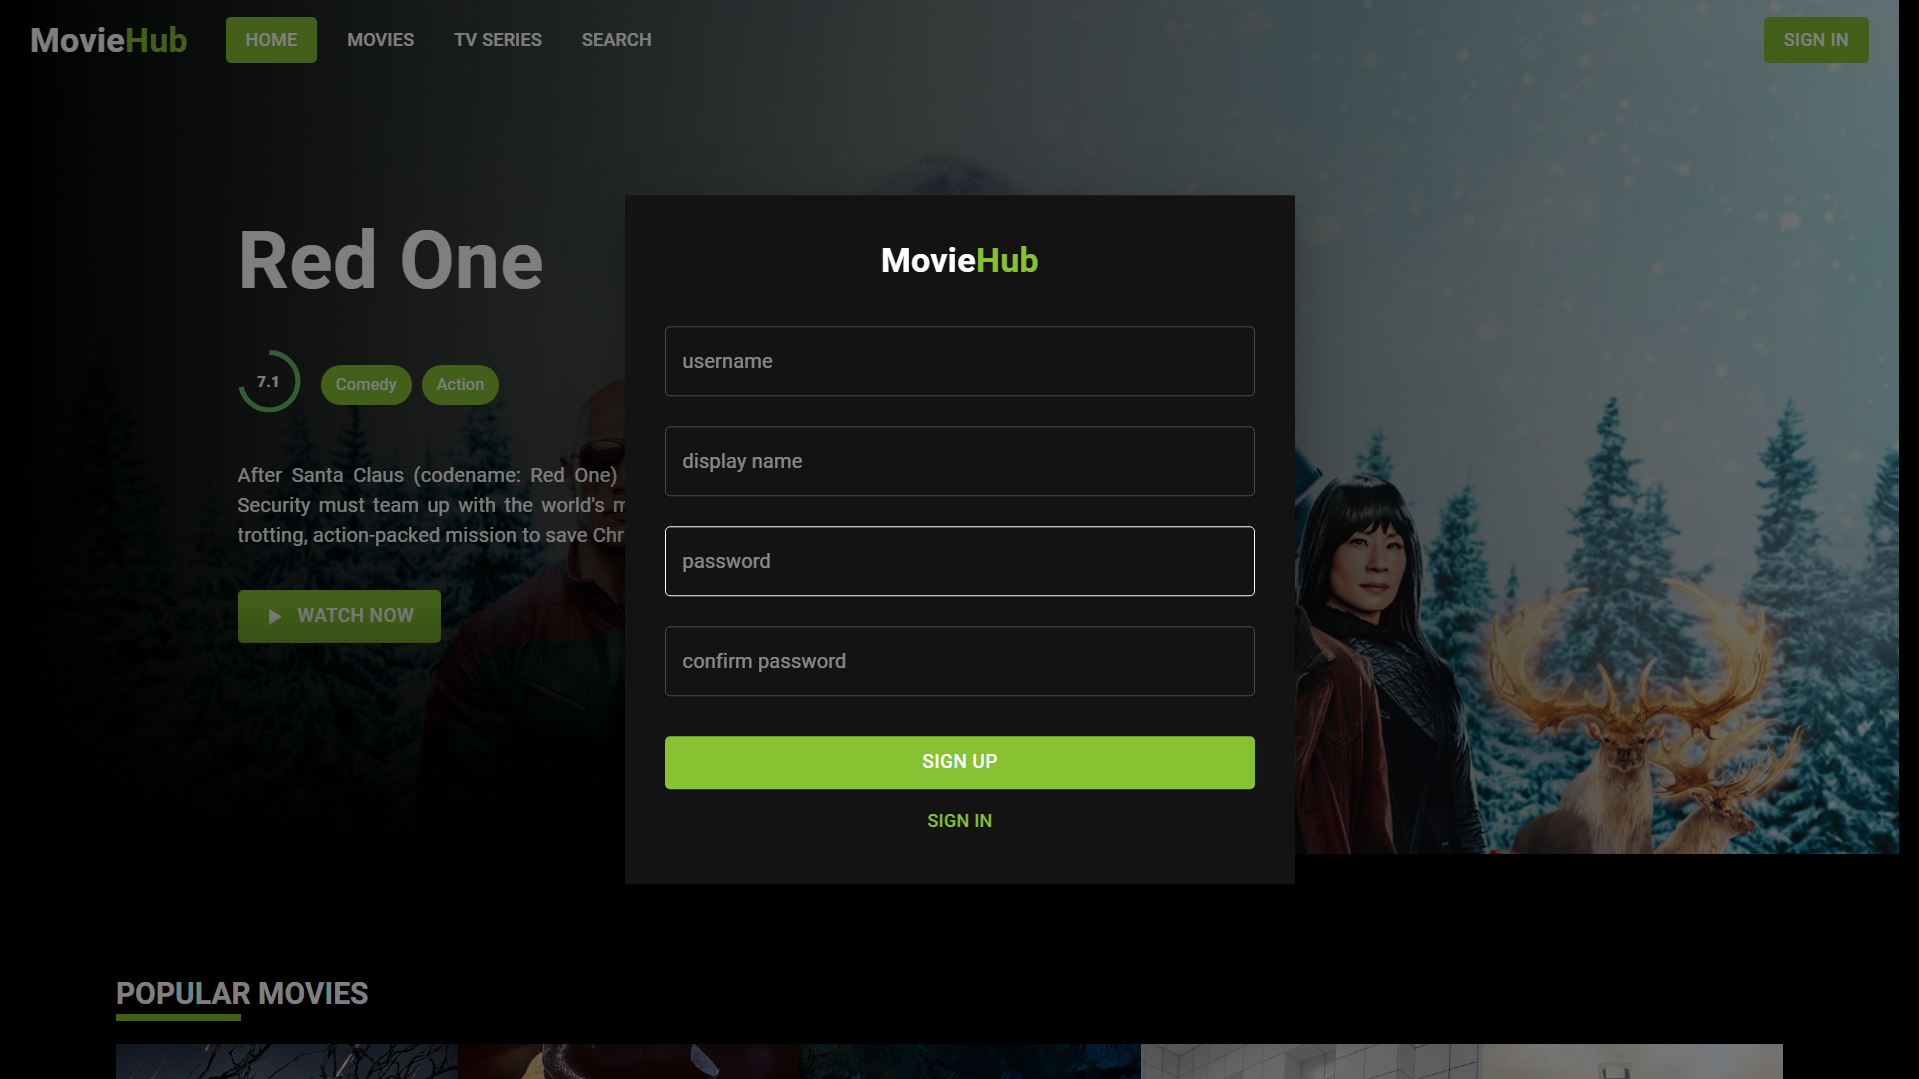 MovieHub HOME MOVIES TV SERIES SEARCH SIGN IN
Red One
7.1 Comedy Action
After Santa Claus (codename: Red One)
Security must team up with the world's m
trotting, action-packed mission to save Chr
WATCH NOW
MovieHub
username
display name
password
confirm password
SIGN UP
SIGN IN
POPULAR MOVIES